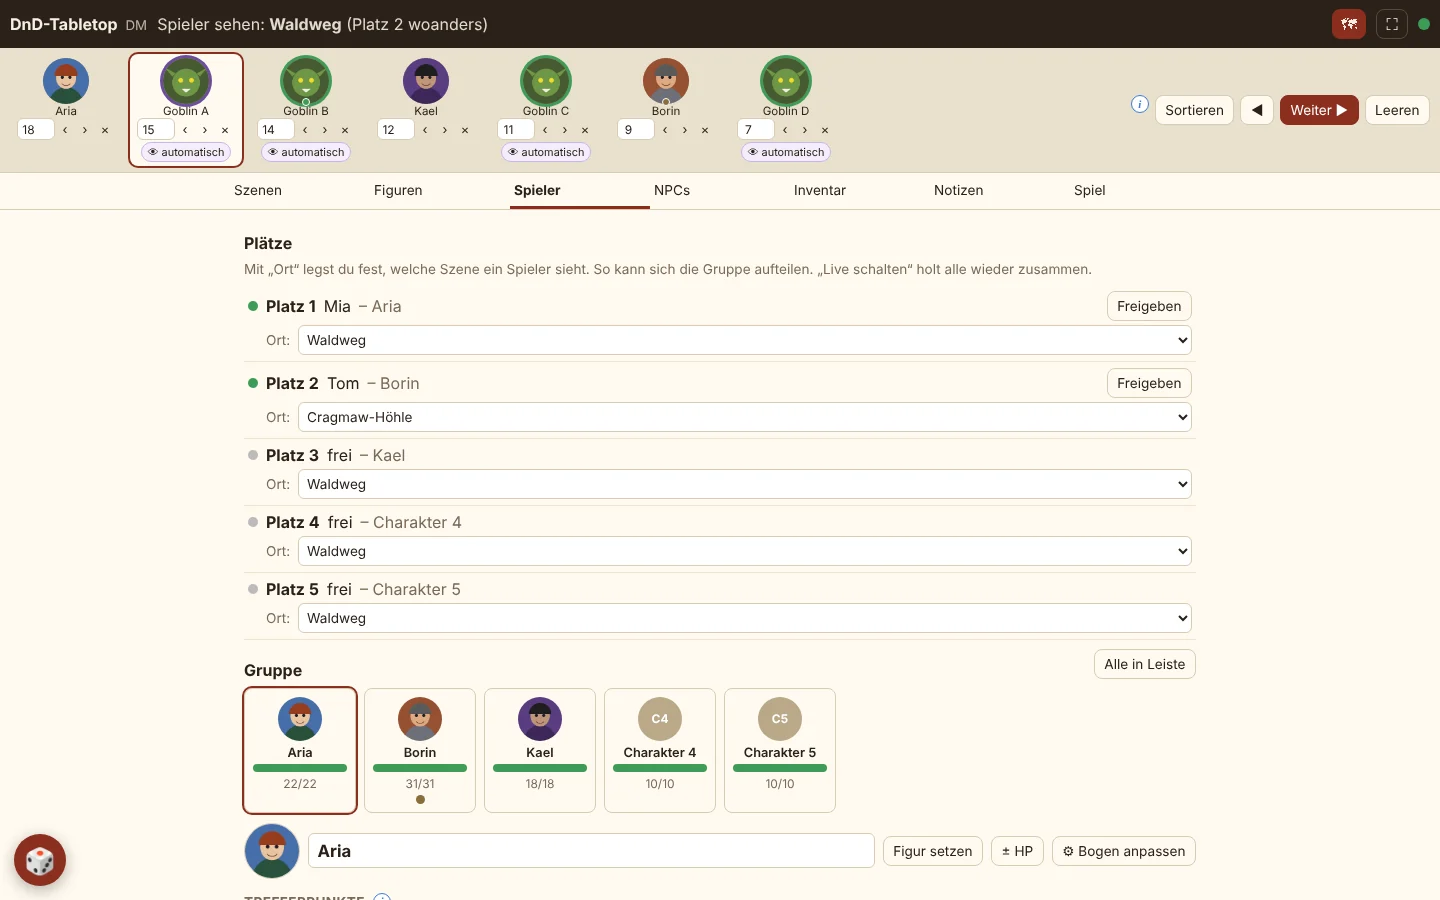 DnD-Tabletop DM Spieler sehen: Waldweg (Platz 2 woanders)
Aria
Goblin A
Goblin B
Kael
Goblin C
Borin
Goblin D
18 ‹ › ×
15 ‹ › ×
14 ‹ › ×
12 ‹ › ×
11 ‹ › ×
9 ‹ › ×
7 ‹ › ×
automatisch
automatisch
automatisch
automatisch
i Sortieren ◀ Weiter ▶ Leeren
Szenen Figuren Spieler NPCs Inventar Notizen Spiel
Plätze
Mit „Ort“ legst du fest, welche Szene ein Spieler sieht. So kann sich die Gruppe aufteilen. „Live schalten“ holt alle wieder zusammen.
Platz 1 Mia – Aria Freigeben
Ort: Waldweg
Platz 2 Tom – Borin Freigeben
Ort: Cragmaw-Höhle
Platz 3 frei – Kael
Ort: Waldweg
Platz 4 frei – Charakter 4
Ort: Waldweg
Platz 5 frei – Charakter 5
Ort: Waldweg
Gruppe Alle in Leiste
C4 C5
Aria Borin Kael Charakter 4 Charakter 5
22/22 31/31 18/18 10/10 10/10
Aria Figur setzen ± HP ⚙ Bogen anpassen
TREFFERPUNKTE